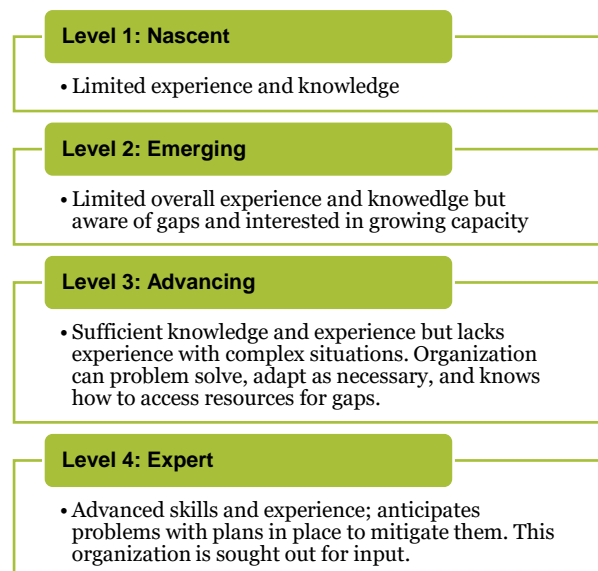 Level 1: Nascent
• Limited experience and knowledge
Level 2: Emerging
• Limited overall experience and knowedlge but
aware of gaps and interested in growing capacity
Level 3: Advancing
• Sufficient knowledge and experience but lacks
experience with complex situations. Organization
can problem solve, adapt as necessary, and knows
how to access resources for gaps.
Level 4: Expert
• Advanced skills and experience; anticipates
problems with plans in place to mitigate them. This
organization is sought out for input.